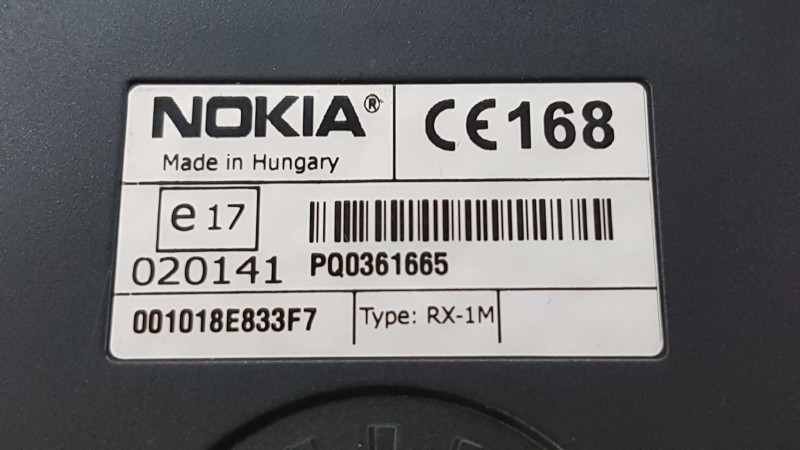 NOKIA®
Made in Hungary
CE168
e17
020141
PQ0361665
001018E833F7
Type: RX-1M